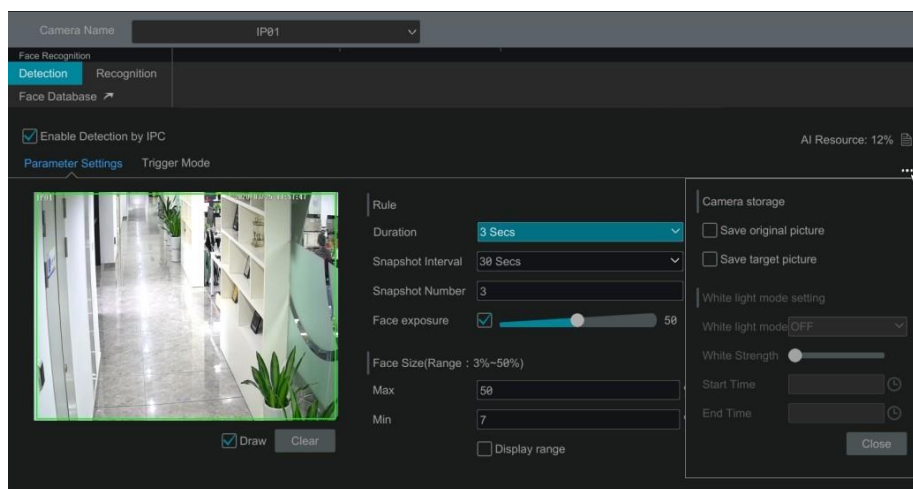 Camera Name
IP01
Face Recognition
Detection
Recognition
Face Database
Enable Detection by IPC
AI Resource: 12%
Parameter Settings
Trigger Mode
IP01
Rule
Duration
3 Secs
Snapshot Interval
30 Secs
Snapshot Number
3
Face exposure
50
Face Size(Range : 3%~50%)
Max
50
Min
7
Display range
Draw
Clear
Camera storage
Save original picture
Save target picture
White light mode setting
White light mode OFF
White Strength
Start Time
End Time
Close